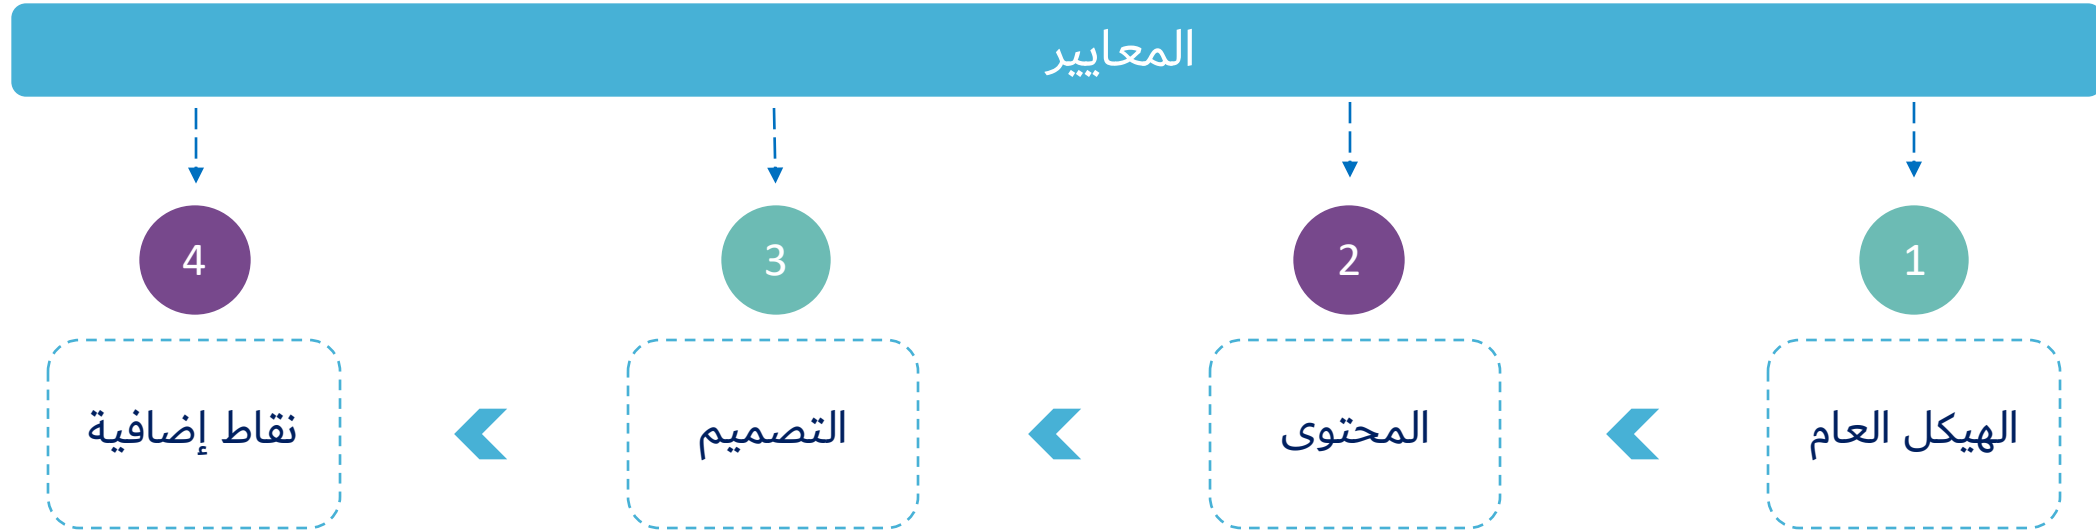 المعايير
1
2
3
4
الهيكل العام
المحتوى
التصميم
نقاط إضافية